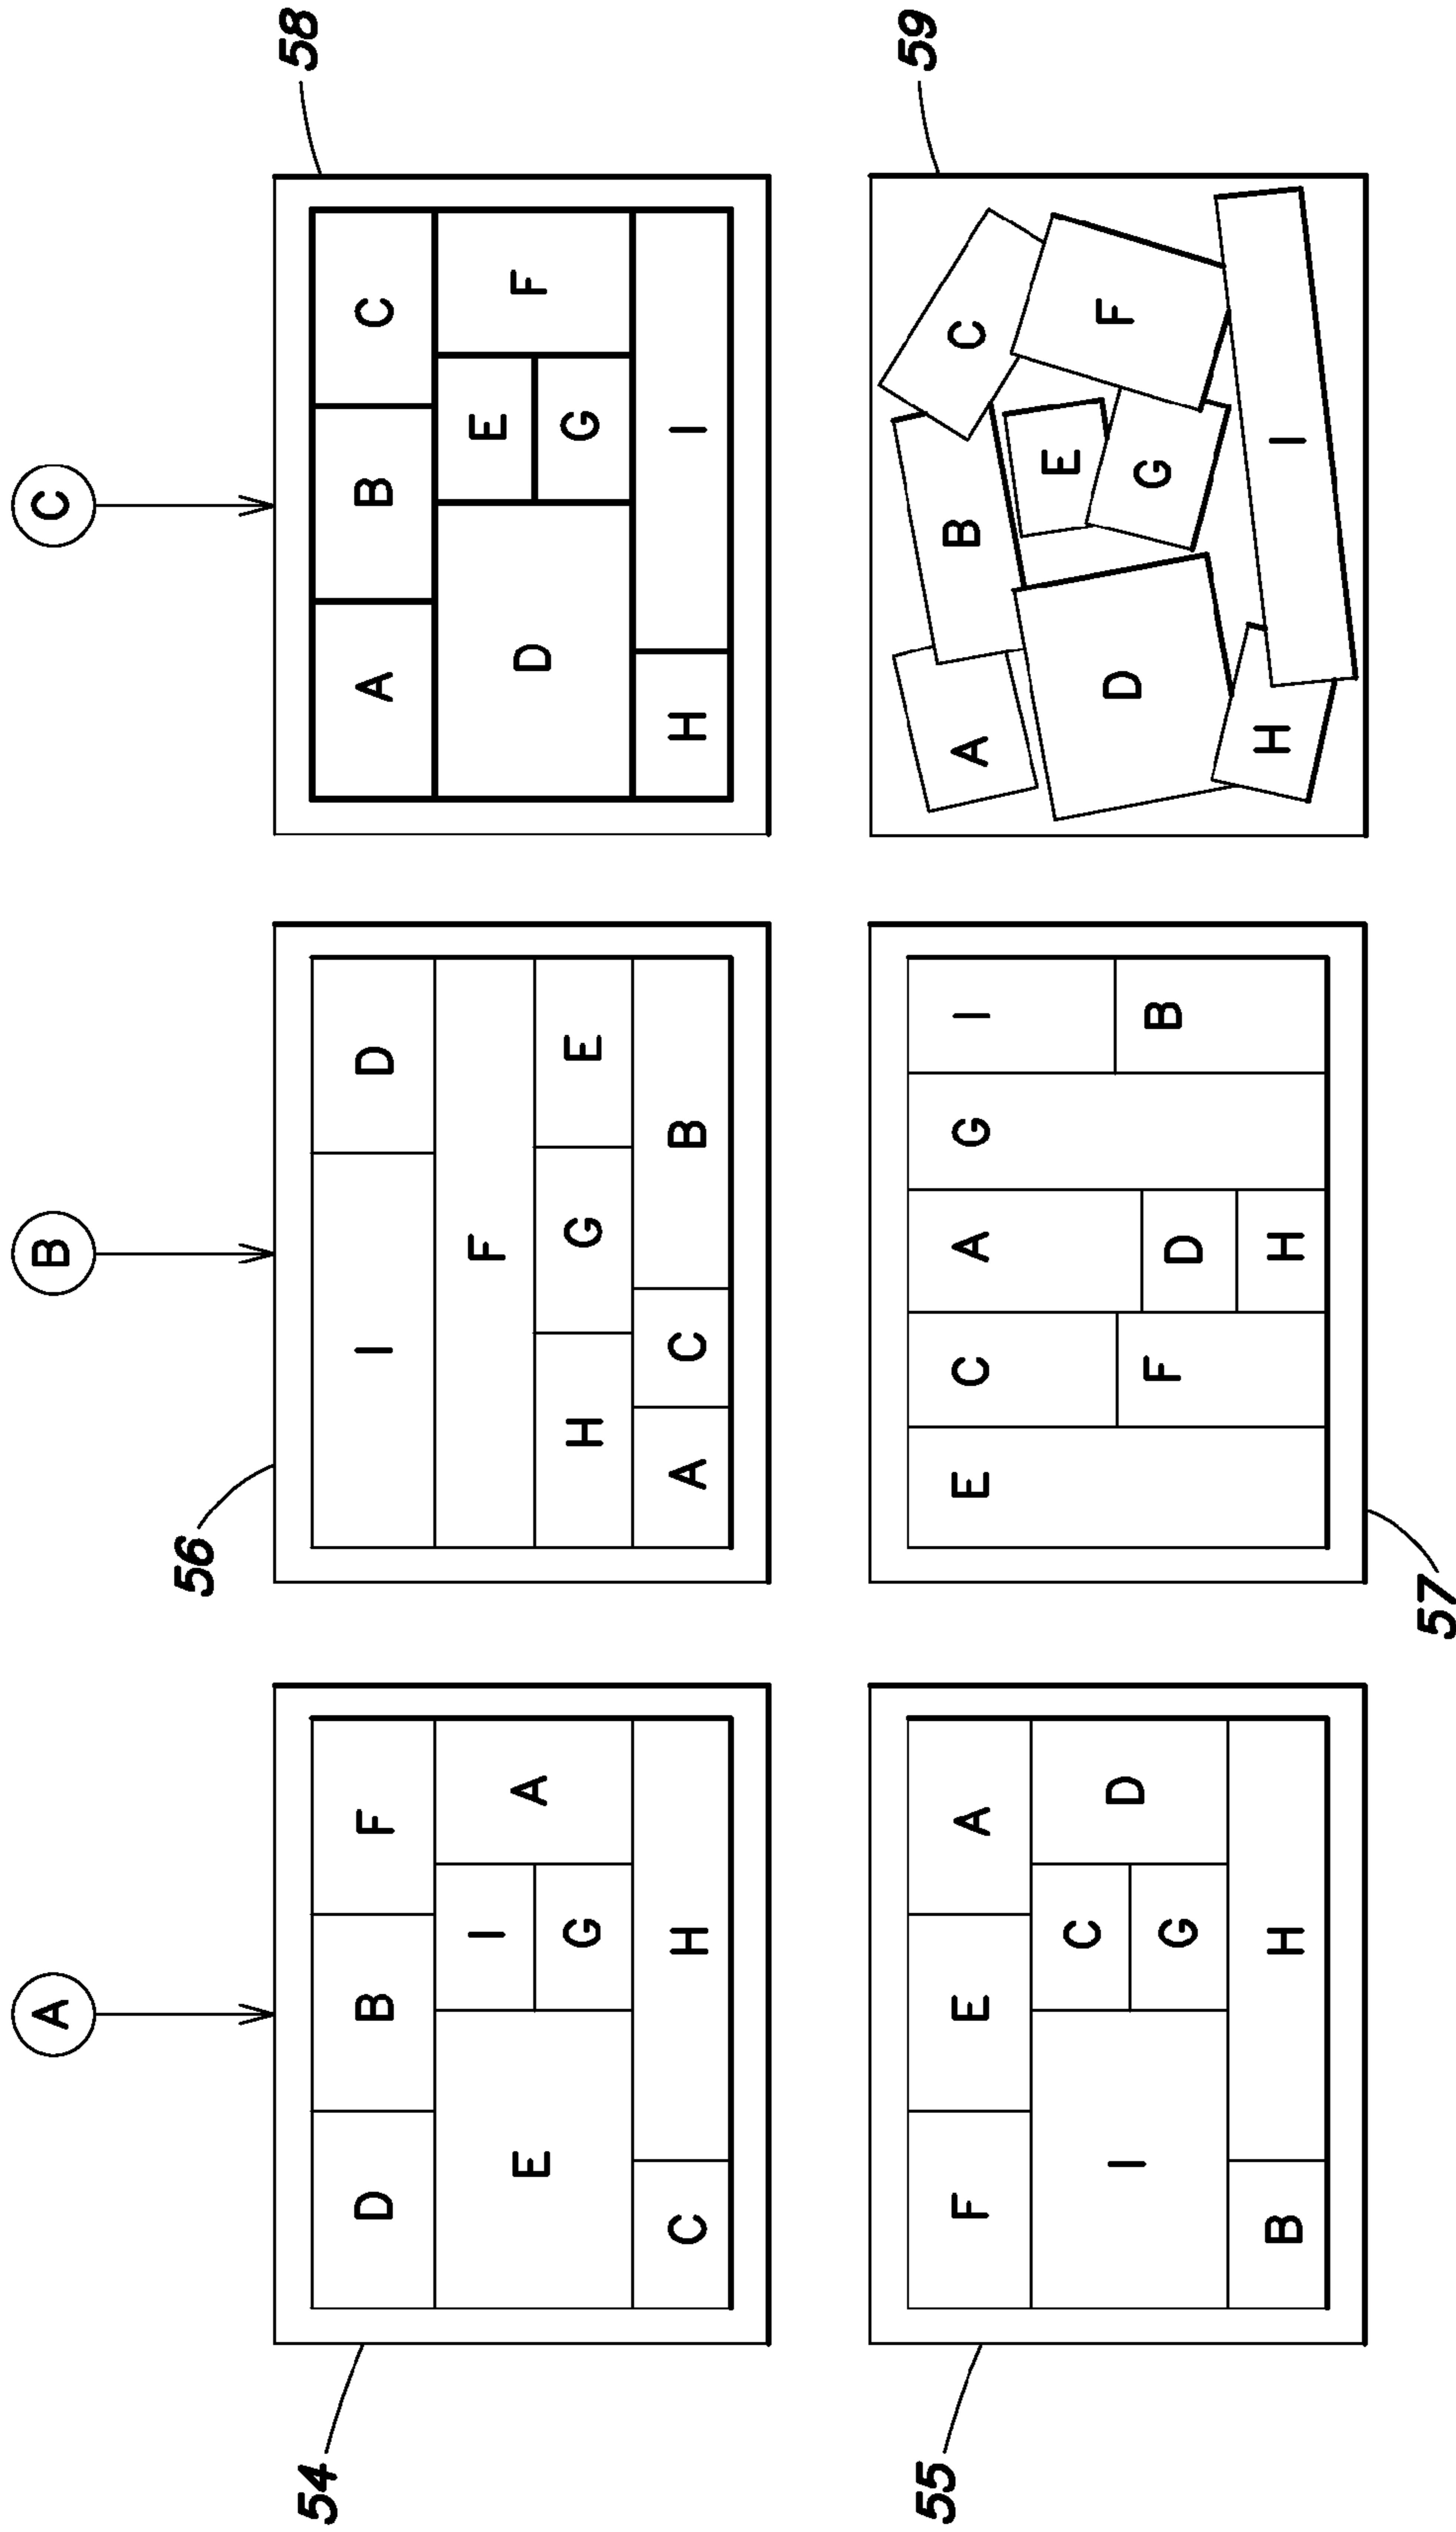 A
B
C
54
D B F
I
E A
G
C H
56
I D
F
H G E
A C B
58
A B C
E
D F
G
H I
55
F E A
C
I D
G
B H
57
E C A G I
F D B
H
59
A B C
E
D F
G
H I